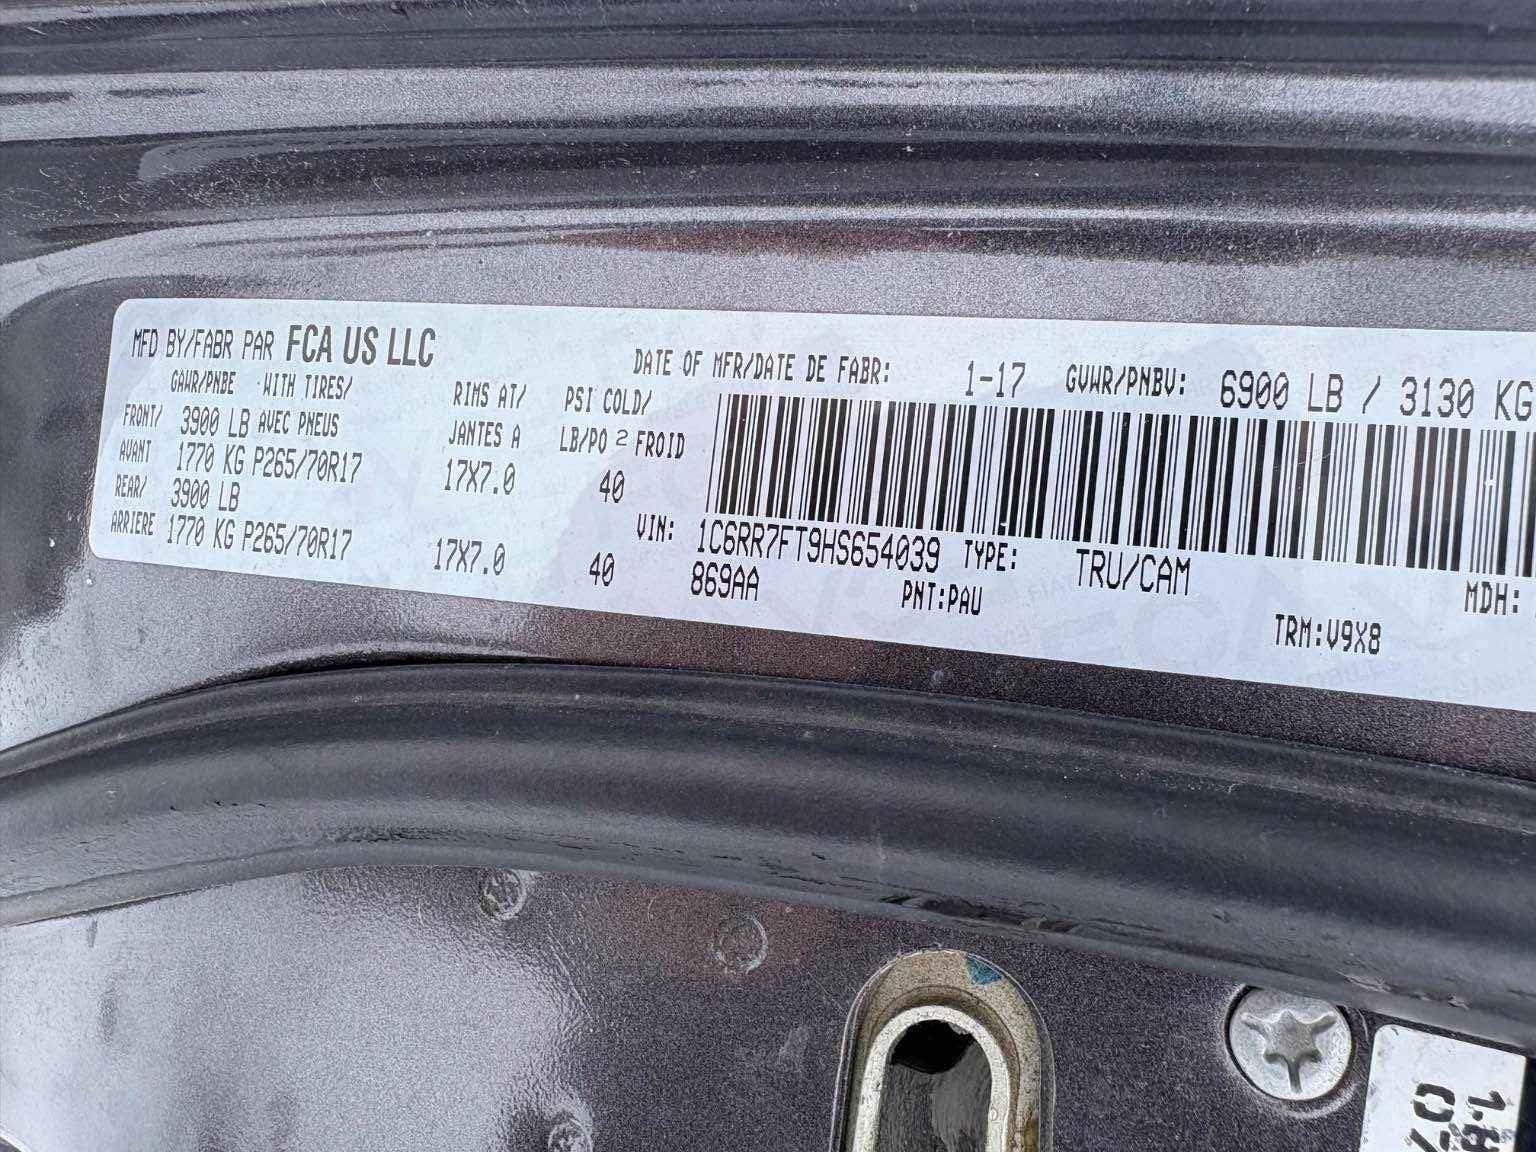 MFD BY/FABR PAR FCA US LLC
DATE OF MFR/DATE DE FABR: 1-17 GVWR/PNBV: 6900 LB / 3130 KG
GAWR/PNBE WITH TIRES/ RIMS AT/ PSI COLD/
FRONT/ 3900 LB AVEC PNEUS JANTES A LB/PO 2 FROID
AVANT 1770 KG P265/70R17 17X7.0 40
REAR/ 3900 LB
ARRIERE 1770 KG P265/70R17 17X7.0 40
VIN: 1C6RR7FT9HS654039 TYPE: TRU/CAM MDH:
869AA PNT:PAU TRM:V9X8